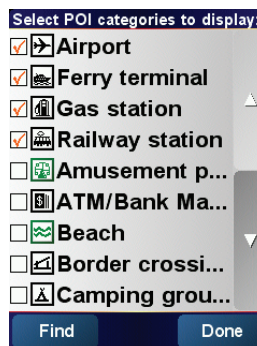 Select POI categories to display:
Airport
Ferry terminal
Gas station
Railway station
Amusement p...
ATM/Bank Ma...
Beach
Border crossi...
Camping grou...
Find
Done